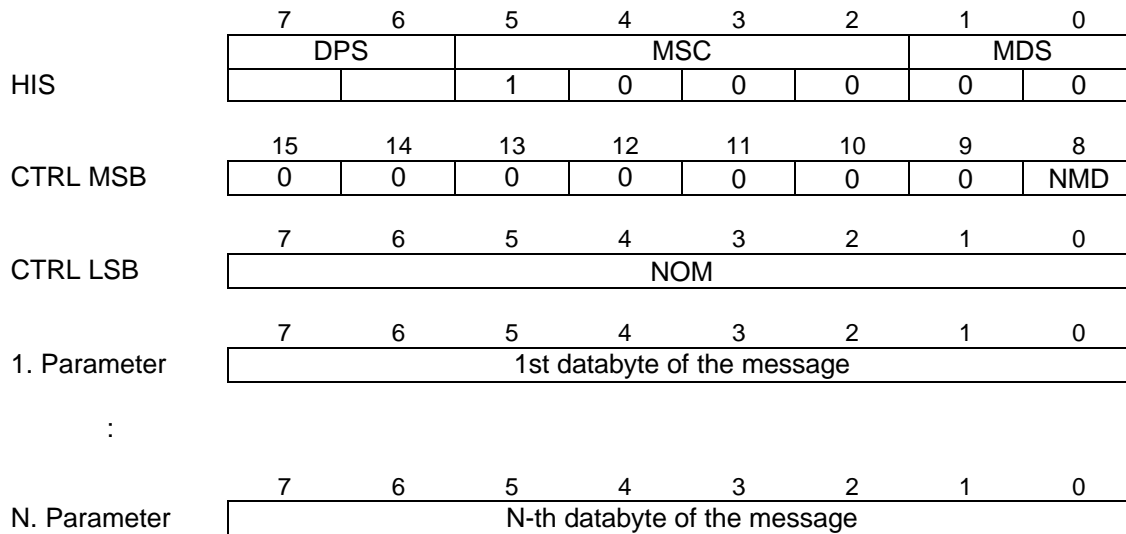 7 6 5 4 3 2 1 0
DPS MSC MDS
HIS 1 0 0 0 0 0
15 14 13 12 11 10 9 8
CTRL MSB 0 0 0 0 0 0 0 NMD
7 6 5 4 3 2 1 0
CTRL LSB NOM
7 6 5 4 3 2 1 0
1. Parameter 1st databyte of the message
:
7 6 5 4 3 2 1 0
N. Parameter N-th databyte of the message